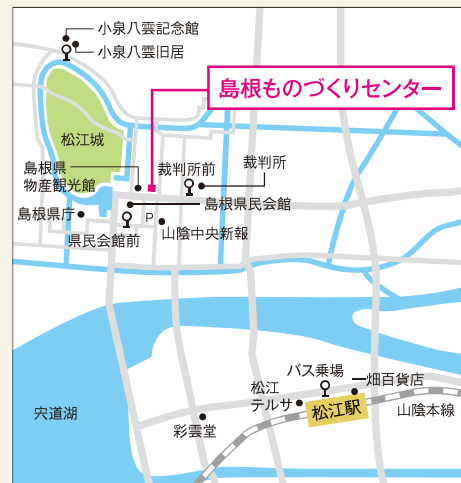 小泉八雲記念館
小泉八雲旧居
島根ものづくりセンター
松江城
島根県
物産観光館
裁判所前
裁判所
島根県庁
島根県民会館
P
県民会館前
山陰中央新報
バス乗場
一畑百貨店
松江
テルサ
松江駅
山陰本線
宍道湖
彩雲堂